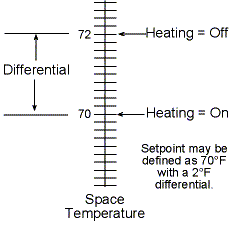 72
Heating = Off
Differential
70
Heating = On
Setpoint may be
defined as 70°F
with a 2°F
differential.
Space
Temperature